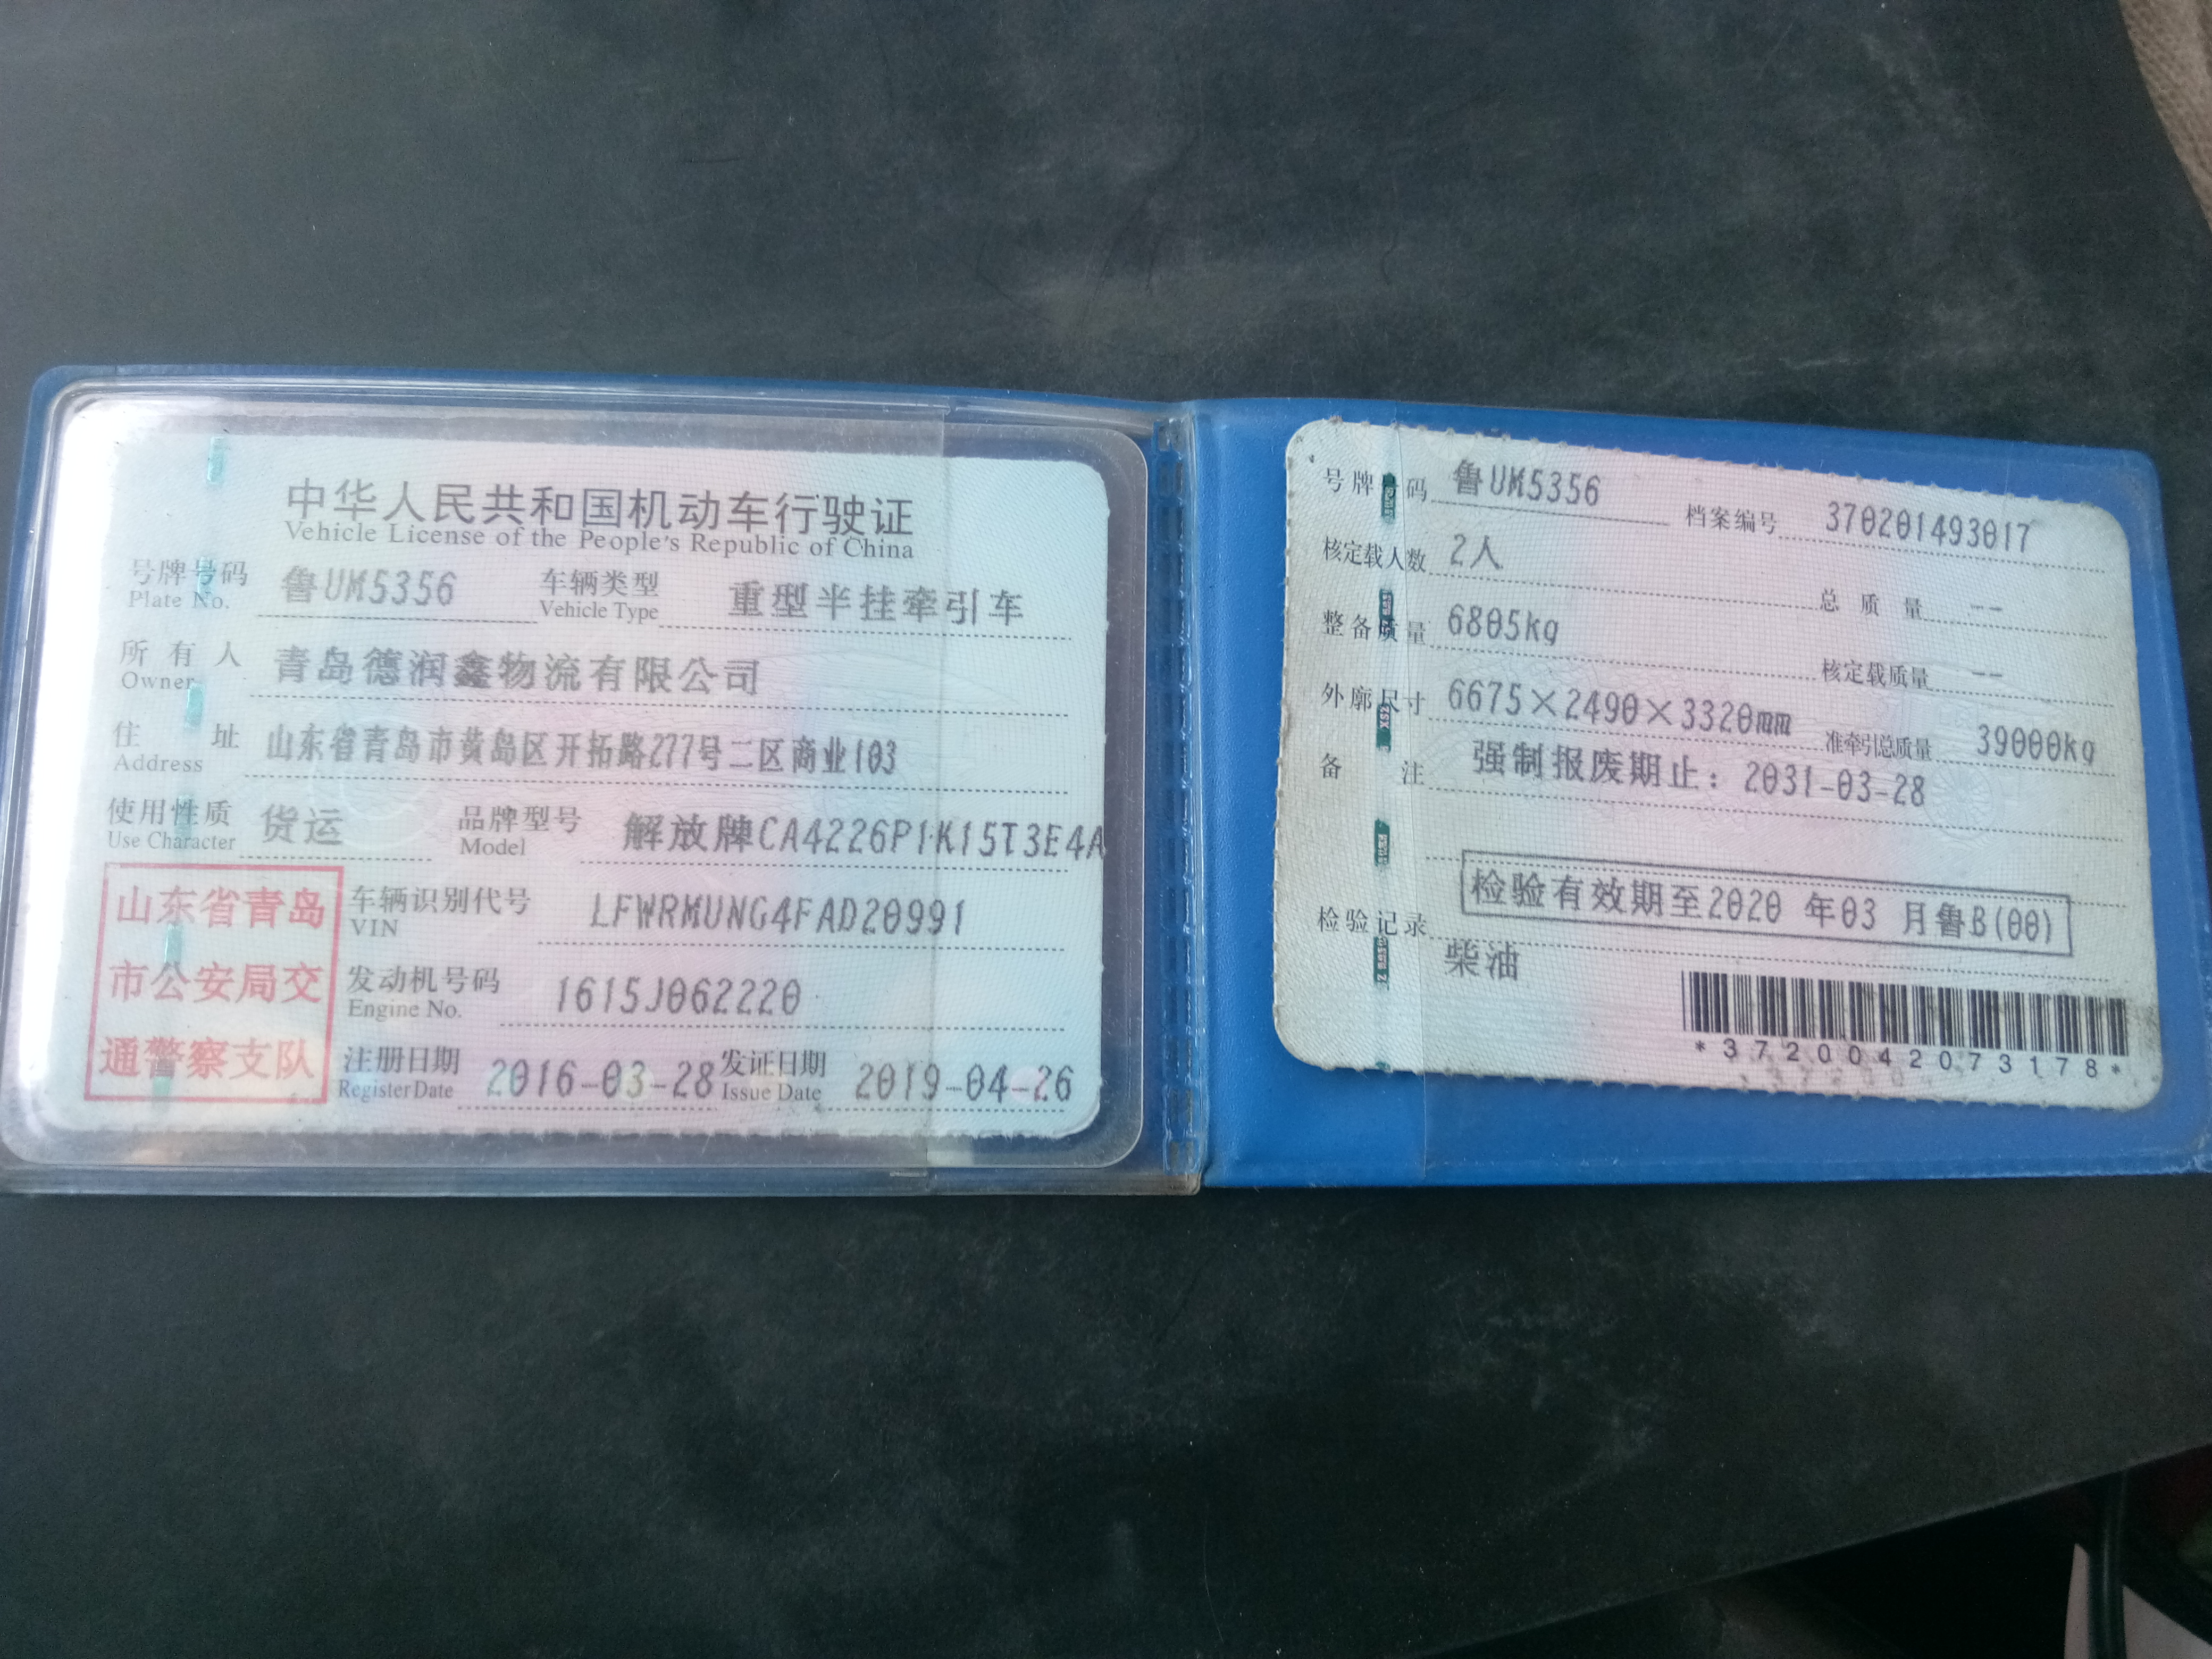 中华人民共和国机动车行驶证
Vehicle License of the People's Republic of China
号牌号码 鲁UM5356 车辆类型 重型半挂牵引车
Plate No. Vehicle Type
所有人 青岛德润鑫物流有限公司
Owner
住址 山东省青岛市黄岛区开拓路277号二区商业103
Address
使用性质 货运 品牌型号 解放牌CA4226P1K15T3E4A
Use Character Model
山东省青岛
市公安局交
通警察支队
车辆识别代号 LFWRMUNG4FAD20991
VIN
发动机号码 1615J062220
Engine No.
注册日期 2016-03-28 发证日期 2019-04-26
Register Date Issue Date
号牌号码 鲁UM5356 档案编号 370201493017
核定载人数 2人 总质量 --
整备质量 6805kg 核定载质量 --
外廓尺寸 6675×2490×3320mm 准牵引总质量 39000kg
备注 强制报废期止：2031-03-28
检验记录 检验有效期至2020 年03 月鲁B(00)
柴油
*3720042073178*